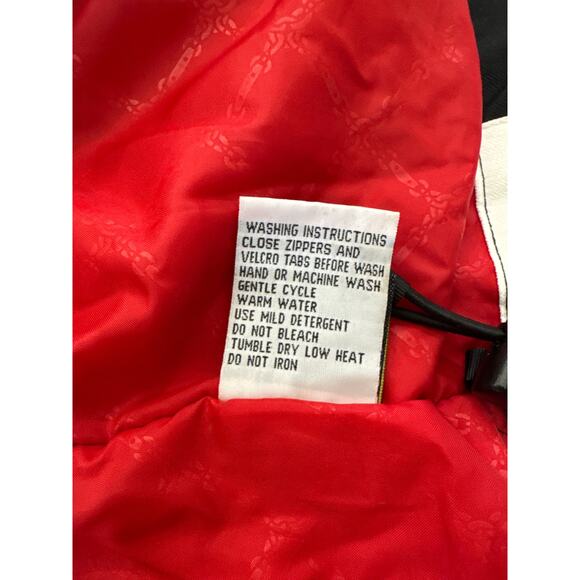 WASHING INSTRUCTIONS
CLOSE ZIPPERS AND
VELCRO TABS BEFORE WASH
HAND OR MACHINE WASH
GENTLE CYCLE
WARM WATER
USE MILD DETERGENT
DO NOT BLEACH
TUMBLE DRY LOW HEAT
DO NOT IRON